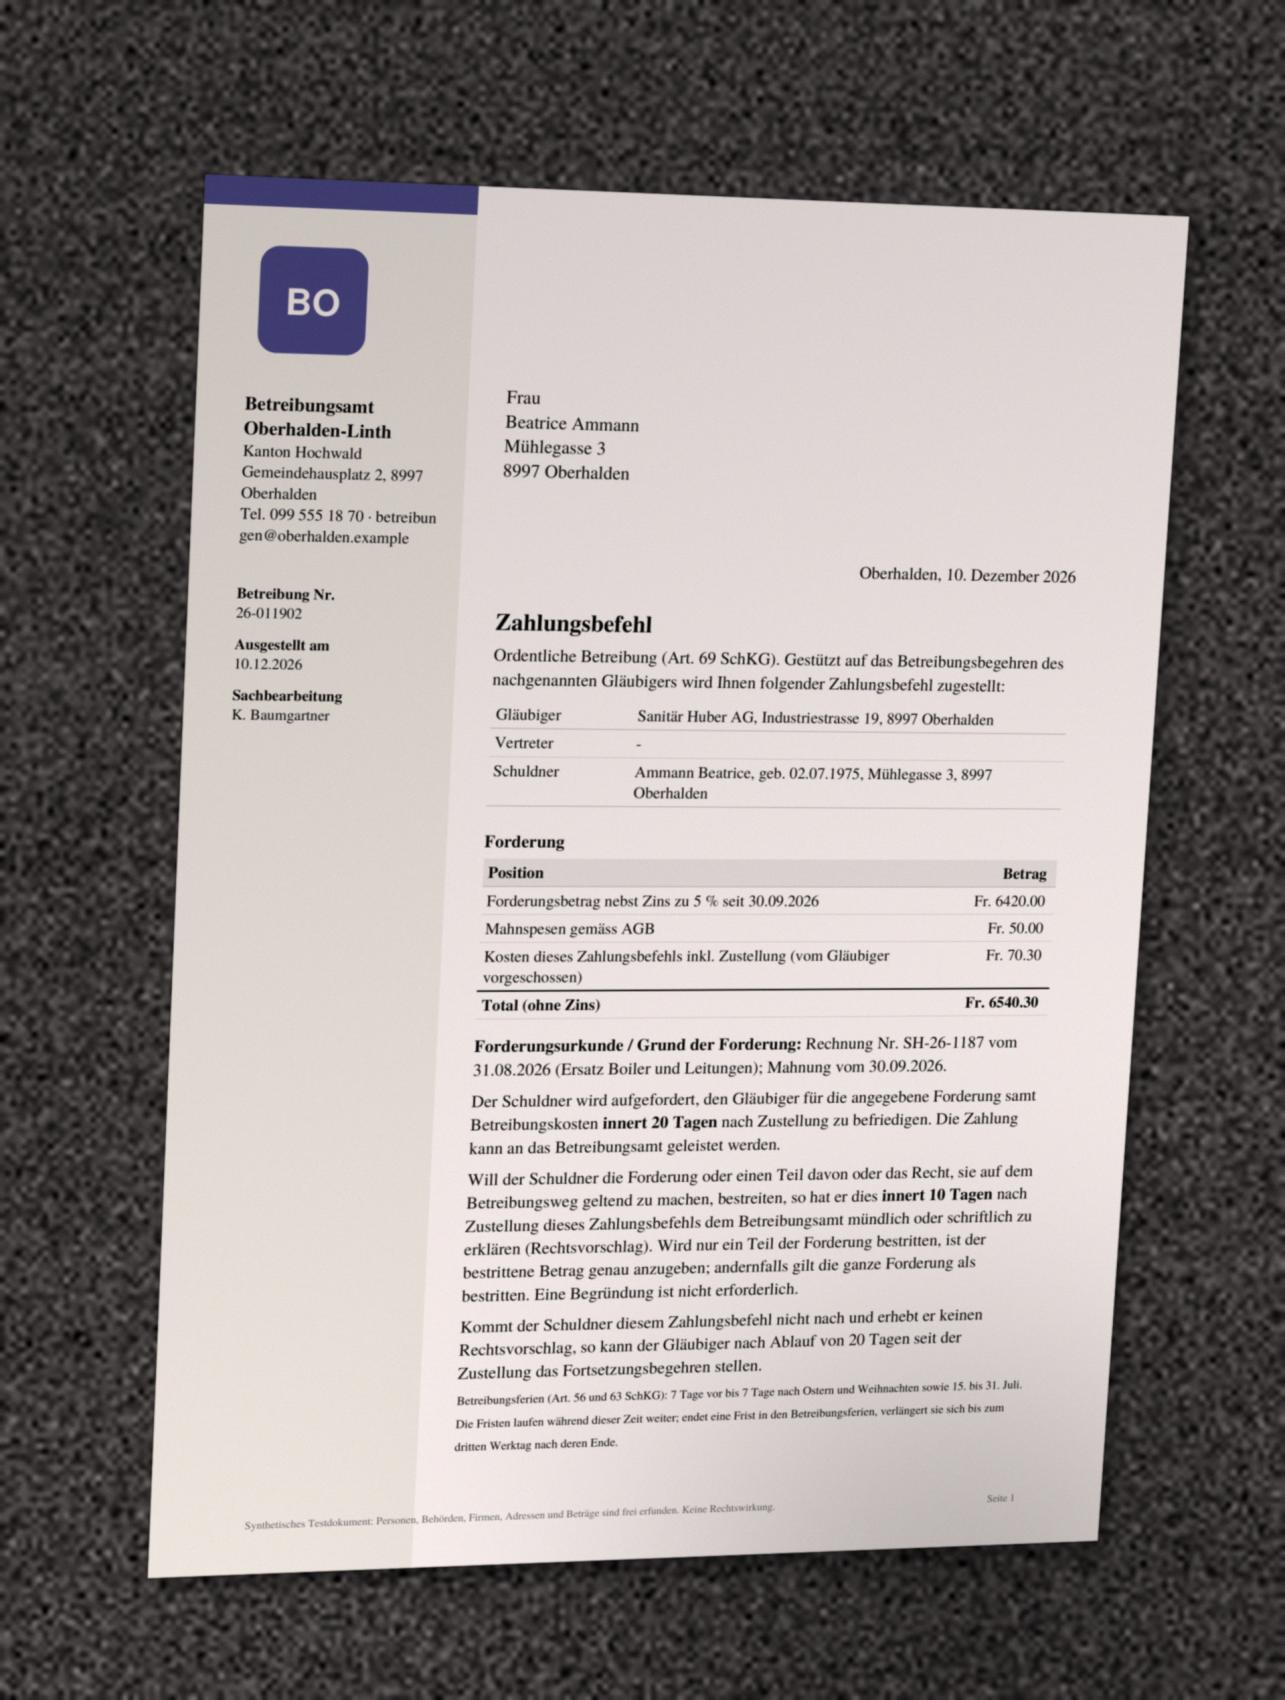 BO
Betreibungsamt
Oberhalden-Linth
Kanton Hochwald
Gemeindehausplatz 2, 8997
Oberhalden
Tel. 099 555 18 70 · betreibun
gen@oberhalden.example
Betreibung Nr.
26-011902
Ausgestellt am
10.12.2026
Sachbearbeitung
K. Baumgartner
Frau
Beatrice Ammann
Mühlegasse 3
8997 Oberhalden
Oberhalden, 10. Dezember 2026
Zahlungsbefehl
Ordentliche Betreibung (Art. 69 SchKG). Gestützt auf das Betreibungsbegehren des
nachgenannten Gläubigers wird Ihnen folgender Zahlungsbefehl zugestellt:
Gläubiger Sanitär Huber AG, Industriestrasse 19, 8997 Oberhalden
Vertreter -
Schuldner Ammann Beatrice, geb. 02.07.1975, Mühlegasse 3, 8997
Oberhalden
Forderung
Position Betrag
Forderungsbetrag nebst Zins zu 5 % seit 30.09.2026 Fr. 6420.00
Mahnspesen gemäss AGB Fr. 50.00
Kosten dieses Zahlungsbefehls inkl. Zustellung (vom Gläubiger Fr. 70.30
vorgeschossen)
Total (ohne Zins) Fr. 6540.30
Forderungsurkunde / Grund der Forderung: Rechnung Nr. SH-26-1187 vom
31.08.2026 (Ersatz Boiler und Leitungen); Mahnung vom 30.09.2026.
Der Schuldner wird aufgefordert, den Gläubiger für die angegebene Forderung samt
Betreibungskosten innert 20 Tagen nach Zustellung zu befriedigen. Die Zahlung
kann an das Betreibungsamt geleistet werden.
Will der Schuldner die Forderung oder einen Teil davon oder das Recht, sie auf dem
Betreibungsweg geltend zu machen, bestreiten, so hat er dies innert 10 Tagen nach
Zustellung dieses Zahlungsbefehls dem Betreibungsamt mündlich oder schriftlich zu
erklären (Rechtsvorschlag). Wird nur ein Teil der Forderung bestritten, ist der
bestrittene Betrag genau anzugeben; andernfalls gilt die ganze Forderung als
bestritten. Eine Begründung ist nicht erforderlich.
Kommt der Schuldner diesem Zahlungsbefehl nicht nach und erhebt er keinen
Rechtsvorschlag, so kann der Gläubiger nach Ablauf von 20 Tagen seit der
Zustellung das Fortsetzungsbegehren stellen.
Betreibungsferien (Art. 56 und 63 SchKG): 7 Tage vor bis 7 Tage nach Ostern und Weihnachten sowie 15. bis 31. Juli.
Die Fristen laufen während dieser Zeit weiter; endet eine Frist in den Betreibungsferien, verlängert sie sich bis zum
dritten Werktag nach deren Ende.
Synthetisches Testdokument: Personen, Behörden, Firmen, Adressen und Beträge sind frei erfunden. Keine Rechtswirkung.
Seite 1